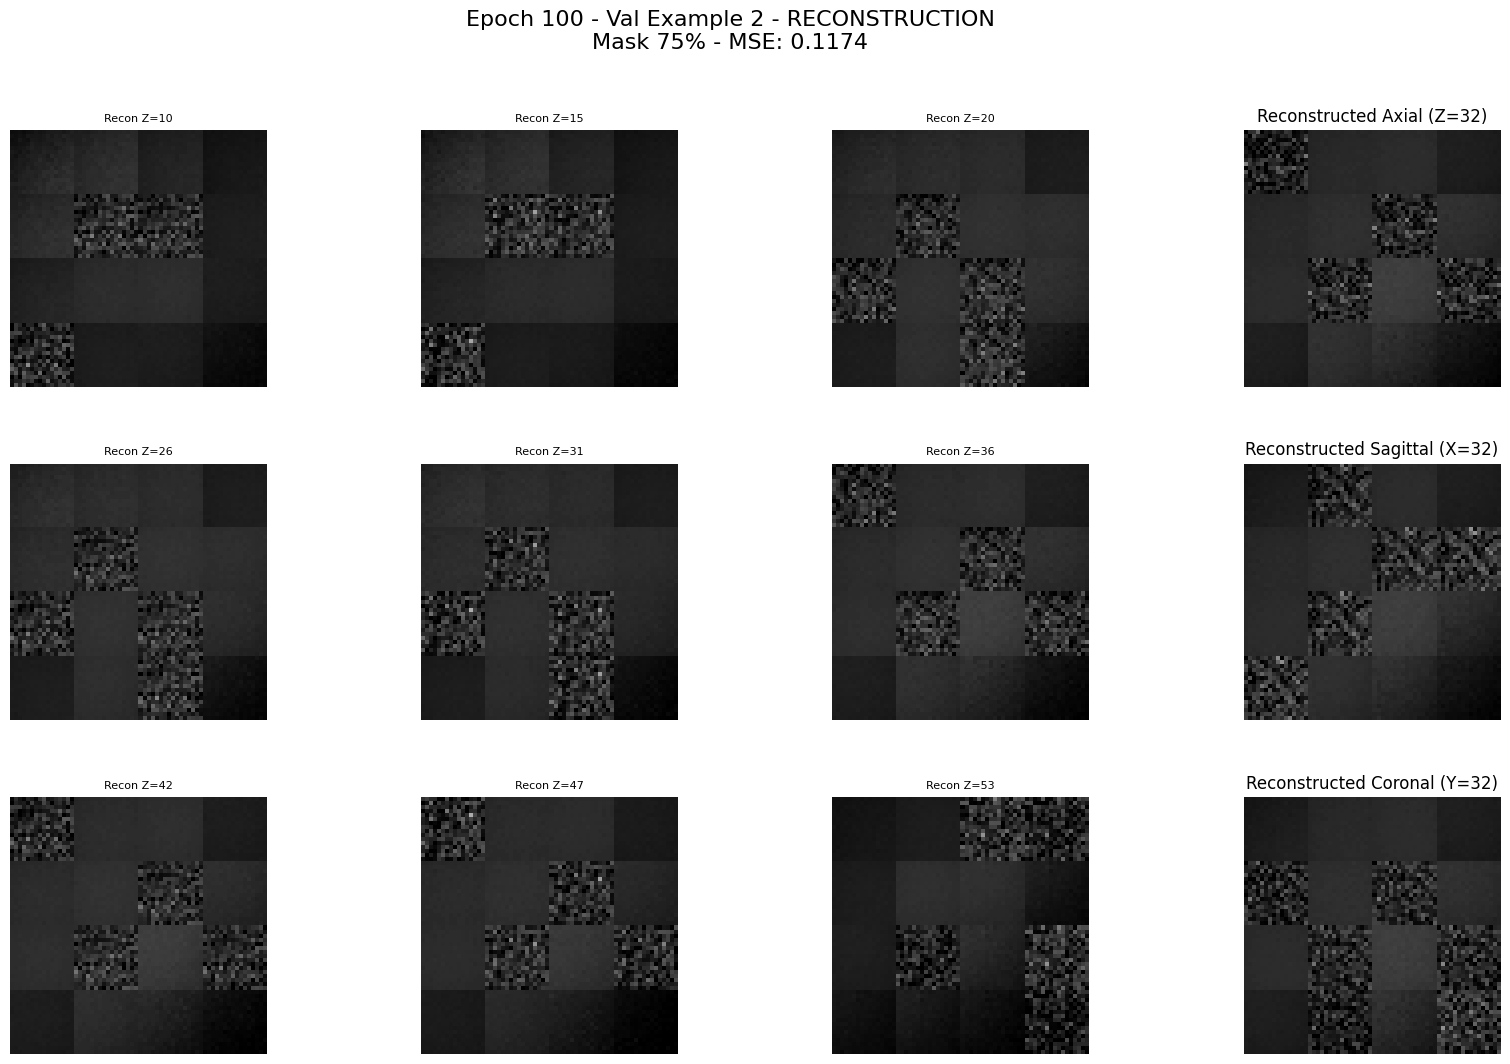 Epoch 100 - Val Example 2 - RECONSTRUCTION
Mask 75% - MSE: 0.1174
Recon Z=10
Recon Z=15
Recon Z=20
Reconstructed Axial (Z=32)
Recon Z=26
Recon Z=31
Recon Z=36
Reconstructed Sagittal (X=32)
Recon Z=42
Recon Z=47
Recon Z=53
Reconstructed Coronal (Y=32)